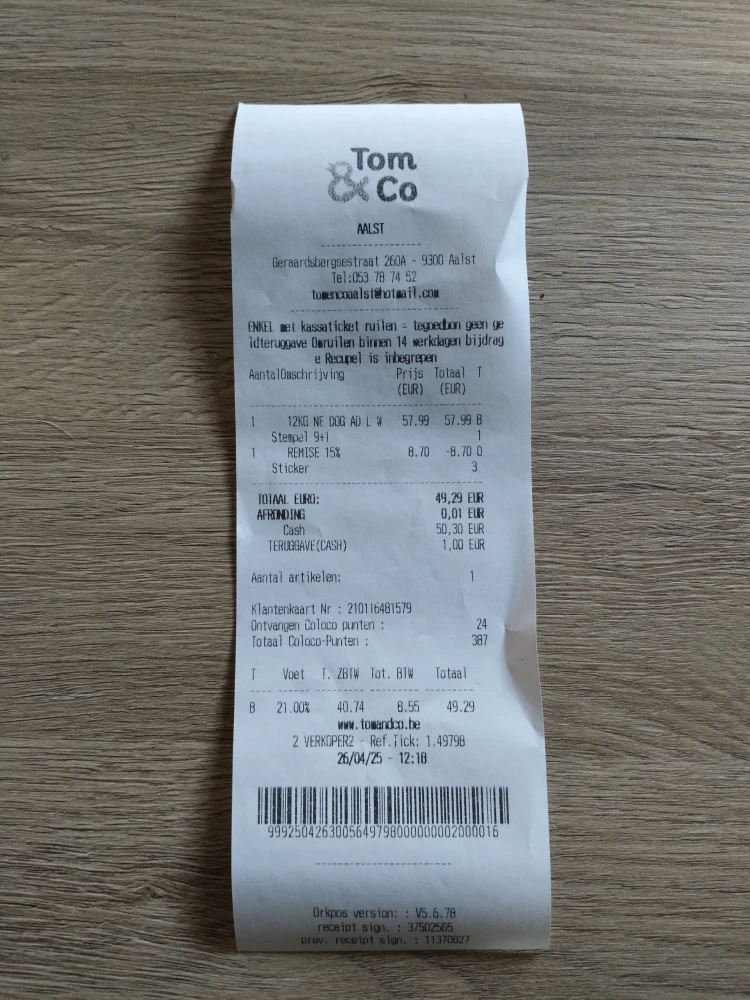 Tom
& Co
AALST
Geraardsbergsestraat 260A - 9300 Aalst
Tel:053 78 74 52
tomencoaalst@hotmail.com
ENKEL met kassaticket ruilen = tegoedbon geen ge
ldteruggave Omruilen binnen 14 werkdagen bijdrag
e Recupel is inbegrepen
AantalOmschrijving Prijs Totaal T
(EUR) (EUR)
1 12KG NF DOG AD L W 57.99 57.99 B
Stempel 9+1 1
1 REMISE 15% 8.70 -8.70 0
Sticker 3
TOTAAL EURO: 49,29 EUR
AFRONDING 0,01 EUR
Cash 50,30 EUR
TERUGGAVE(CASH) 1,00 EUR
Aantal artikelen: 1
Klantenkaart Nr : 210116481579
Ontvangen Coloco punten : 24
Totaal Coloco-Punten : 387
T Voet T. ZBTW Tot. BTW Totaal
B 21.00% 40.74 8.55 49.29
www.tomandco.be
2 VERKOPER2 - Ref.Tick: 1.49798
26/04/25 - 12:18
99925042630056497980000000002000016
Orkpos version: : V5.6.78
receipt sign. : 37502565
prev. receipt sign. : 11370827